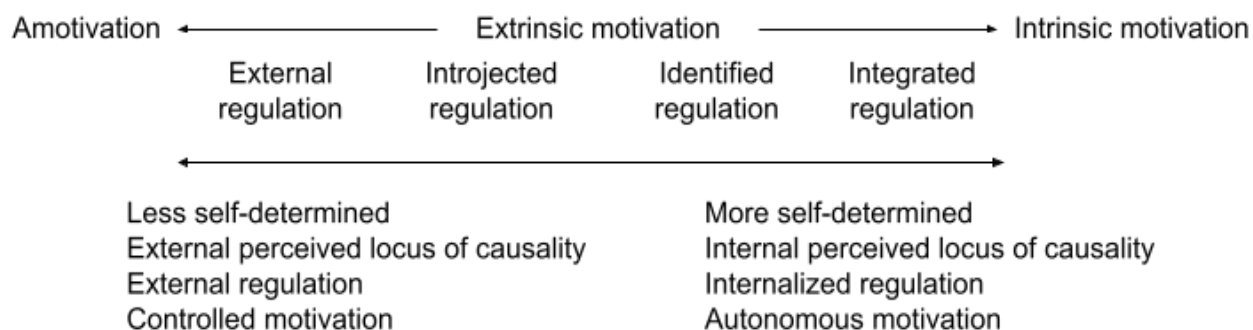 Amotivation Extrinsic motivation Intrinsic motivation
External Introjected Identified Integrated
regulation regulation regulation regulation
Less self-determined More self-determined
External perceived locus of causality Internal perceived locus of causality
External regulation Internalized regulation
Controlled motivation Autonomous motivation